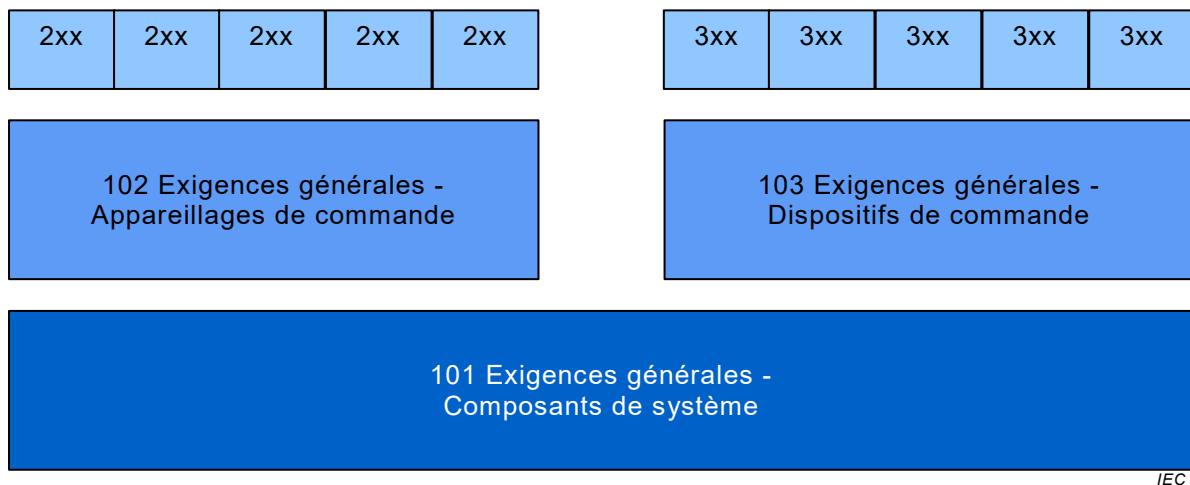 2xx 2xx 2xx 2xx 2xx 3xx 3xx 3xx 3xx 3xx
102 Exigences générales -
Appareillages de commande
103 Exigences générales -
Dispositifs de commande
101 Exigences générales -
Composants de système
IEC